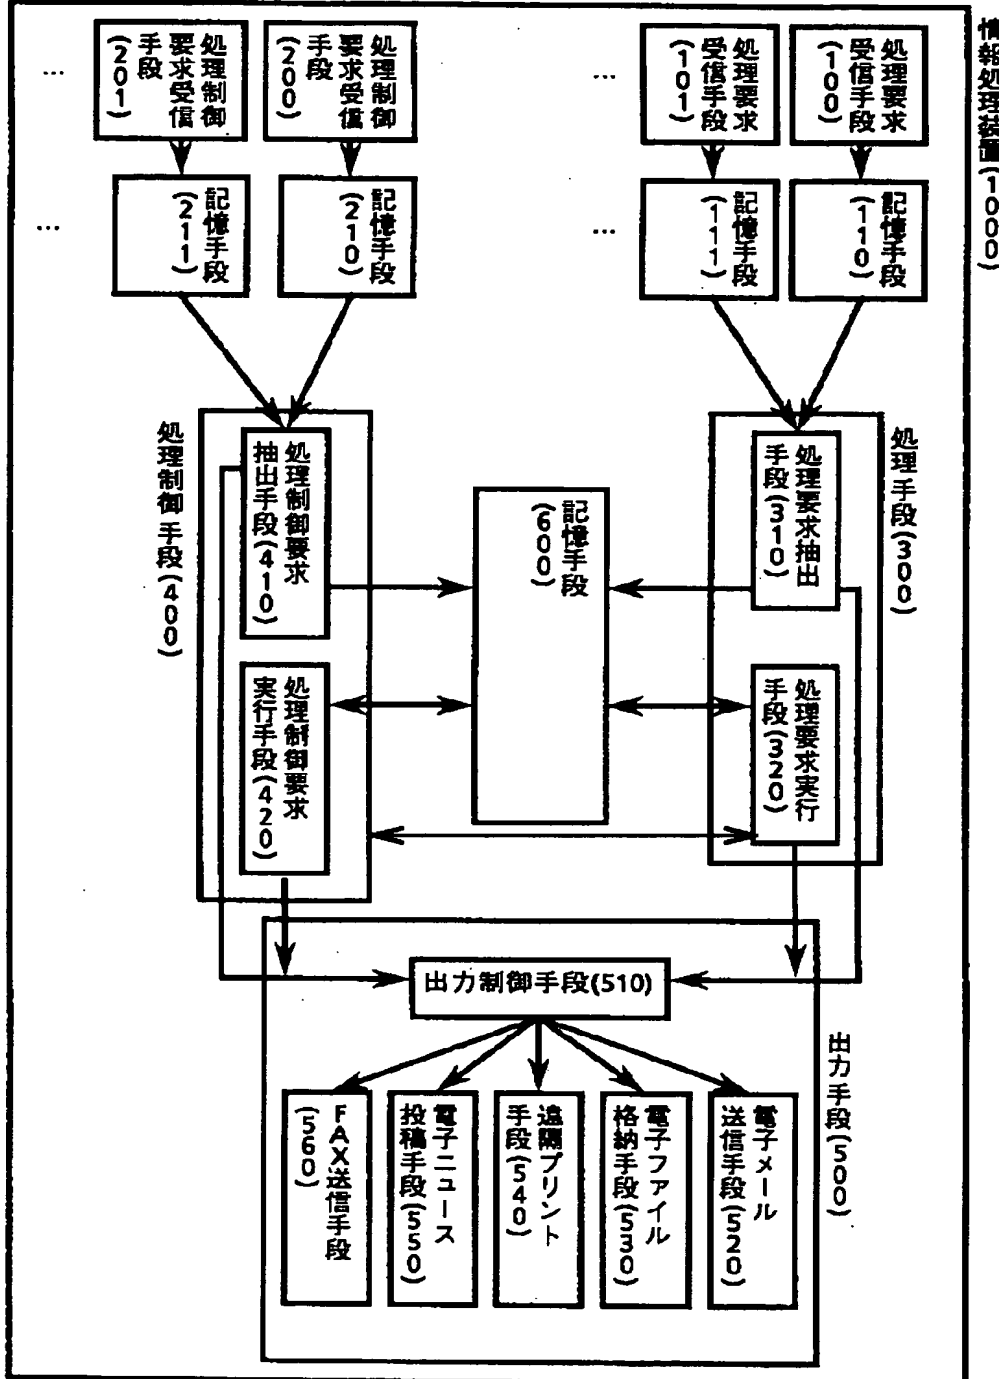 情報処理装置(1000)
処理要求
受信手段
(100)
処理要求
受信手段
(101)
…
処理制御
要求受信
手段
(200)
処理制御
要求受信
手段
(201)
…
記憶手段
(110)
記憶手段
(111)
…
記憶手段
(210)
記憶手段
(211)
…
処理手段(300)
処理要求抽出
手段(310)
処理要求実行
手段(320)
記憶手段
(600)
処理制御手段(400)
処理制御要求
抽出手段(410)
処理制御要求
実行手段(420)
出力手段(500)
出力制御手段(510)
電子メール
送信手段(520)
電子ファイル
格納手段(530)
遠隔プリント
手段(540)
電子ニュース
投稿手段(550)
FAX送信手段
(560)